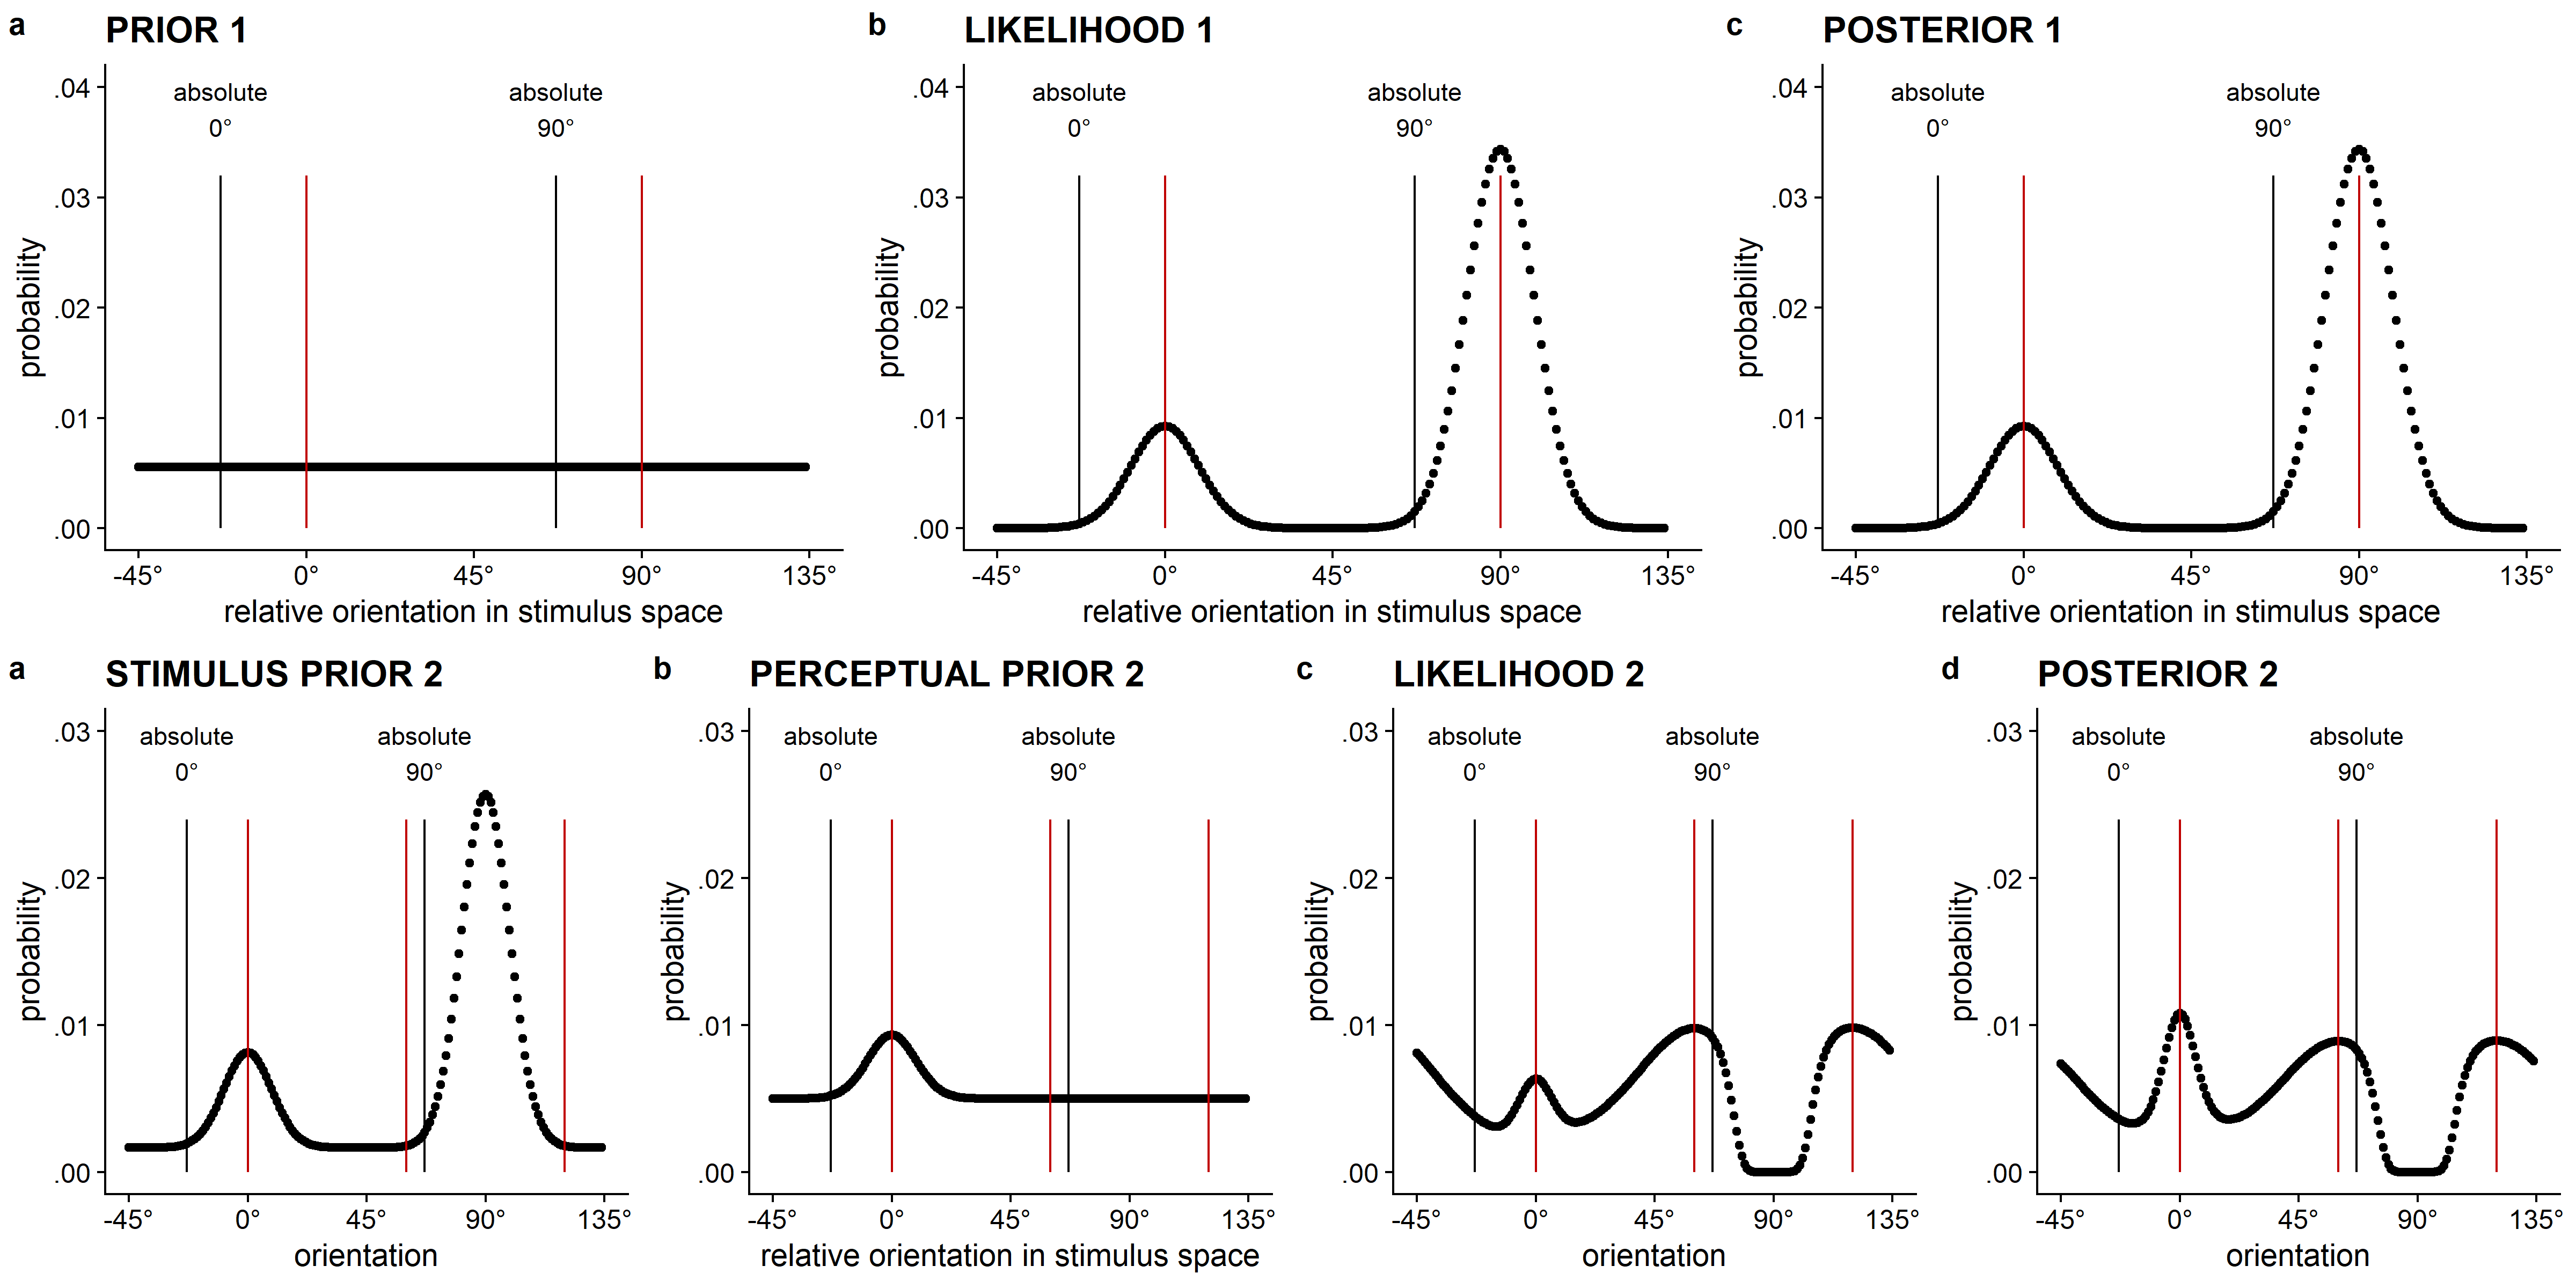 a PRIOR 1
absolute 0°
absolute 90°
.04
.03
.02
.01
.00
probability
-45° 0° 45° 90° 135°
relative orientation in stimulus space
b LIKELIHOOD 1
absolute 0°
absolute 90°
.04
.03
.02
.01
.00
probability
-45° 0° 45° 90° 135°
relative orientation in stimulus space
c POSTERIOR 1
absolute 0°
absolute 90°
.04
.03
.02
.01
.00
probability
-45° 0° 45° 90° 135°
relative orientation in stimulus space
a STIMULUS PRIOR 2
absolute 0°
absolute 90°
.03
.02
.01
.00
probability
-45° 0° 45° 90° 135°
orientation
b PERCEPTUAL PRIOR 2
absolute 0°
absolute 90°
.03
.02
.01
.00
probability
-45° 0° 45° 90° 135°
relative orientation in stimulus space
c LIKELIHOOD 2
absolute 0°
absolute 90°
.03
.02
.01
.00
probability
-45° 0° 45° 90° 135°
orientation
d POSTERIOR 2
absolute 0°
absolute 90°
.03
.02
.01
.00
probability
-45° 0° 45° 90° 135°
orientation